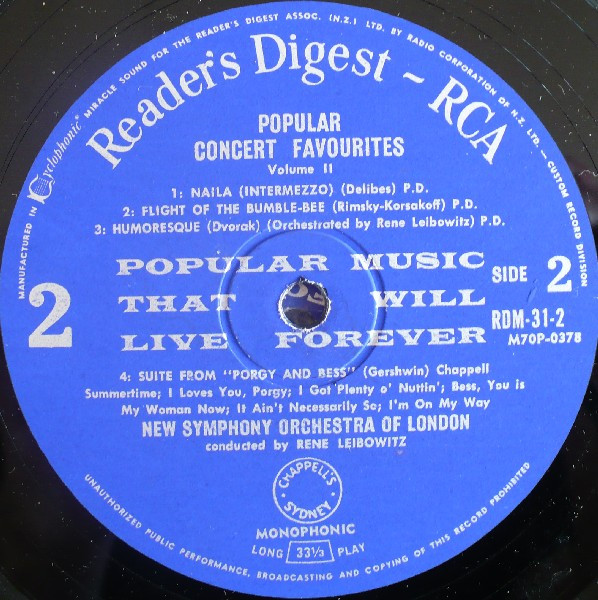 MANUFACTURED IN Cyclophonic MIRACLE SOUND FOR THE READER'S DIGEST ASSOC. (N.Z.) LTD. BY RADIO CORPORATION OF N.Z. LTD. — CUSTOM RECORD DIVISION
Reader's Digest ~ RCA
POPULAR
CONCERT FAVOURITES
Volume II
1: NAILA (INTERMEZZO) (Delibes) P.D.
2: FLIGHT OF THE BUMBLE-BEE (Rimsky-Korsakoff) P.D.
3: HUMORESQUE (Dvorak) (Orchestrated by Rene Leibowitz) P.D.
POPULAR MUSIC
THAT WILL
LIVE FOREVER
2
SIDE 2
RDM-31-2
M70P-0378
4: SUITE FROM "PORGY AND BESS" (Gershwin) Chappell
Summertime; I Loves You, Porgy; I Got Plenty o' Nuttin'; Bess, You is
My Woman Now; It Ain't Necessarily So; I'm On My Way
NEW SYMPHONY ORCHESTRA OF LONDON
conducted by RENE LEIBOWITZ
CHAPPELL'S
SYDNEY
MONOPHONIC
LONG 33⅓ PLAY
UNAUTHORIZED PUBLIC PERFORMANCE, BROADCASTING AND COPYING OF THIS RECORD PROHIBITED